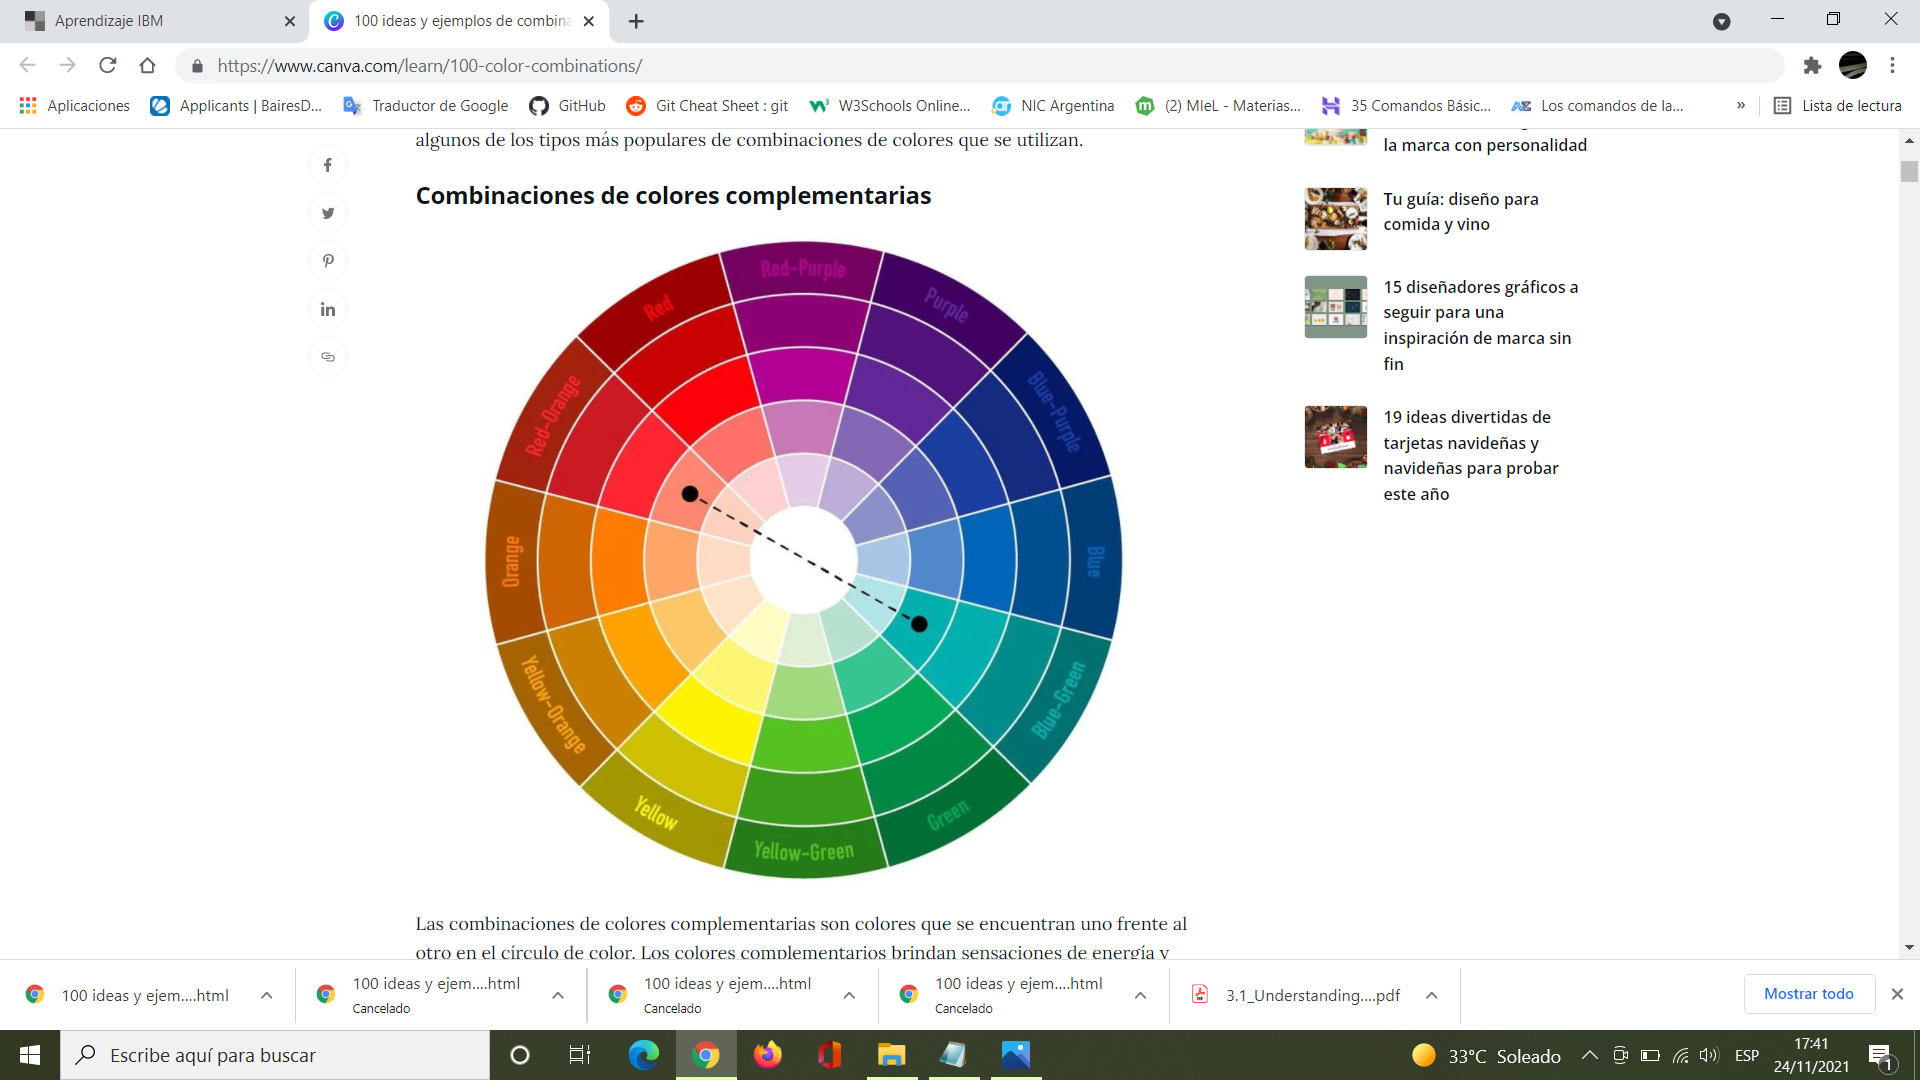 Aprendizaje IBM
100 ideas y ejemplos de combina
https://www.canva.com/learn/100-color-combinations/
Aplicaciones
Applicants | BairesD...
Traductor de Google
GitHub
Git Cheat Sheet : git
W3Schools Online...
NIC Argentina
(2) MIeL - Materias...
35 Comandos Básic...
Los comandos de la...
»
Lista de lectura
algunos de los tipos más populares de combinaciones de colores que se utilizan.
Combinaciones de colores complementarias
Red-Purple
Purple
Blue-Purple
Blue
Blue-Green
Green
Yellow-Green
Yellow
Yellow-Orange
Orange
Red-Orange
Red
Las combinaciones de colores complementarias son colores que se encuentran uno frente al
otro en el círculo de color. Los colores complementarios brindan sensaciones de energía y
la marca con personalidad
Tu guía: diseño para
comida y vino
15 diseñadores gráficos a
seguir para una
inspiración de marca sin
fin
19 ideas divertidas de
tarjetas navideñas y
navideñas para probar
este año
100 ideas y ejem....html
100 ideas y ejem....html
Cancelado
100 ideas y ejem....html
Cancelado
100 ideas y ejem....html
Cancelado
3.1_Understanding....pdf
Mostrar todo
Escribe aquí para buscar
33°C Soleado
ESP
17:41
24/11/2021
1